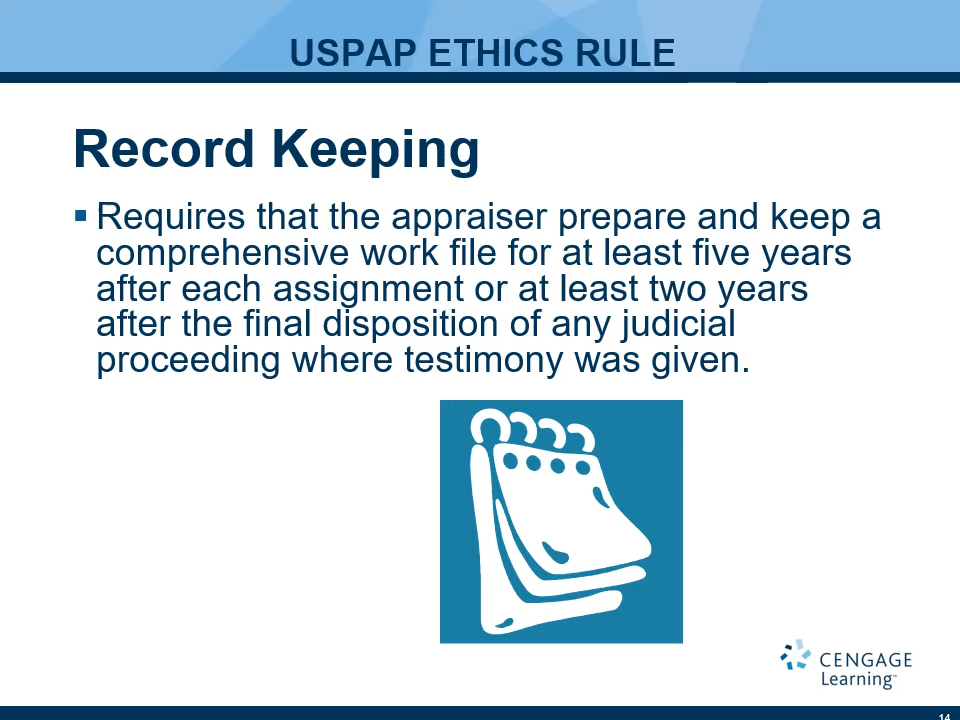 USPAP ETHICS RULE
Record Keeping
Requires that the appraiser prepare and keep a
comprehensive work file for at least five years
after each assignment or at least two years
after the final disposition of any judicial
proceeding where testimony was given.
CENGAGE
Learning™
14